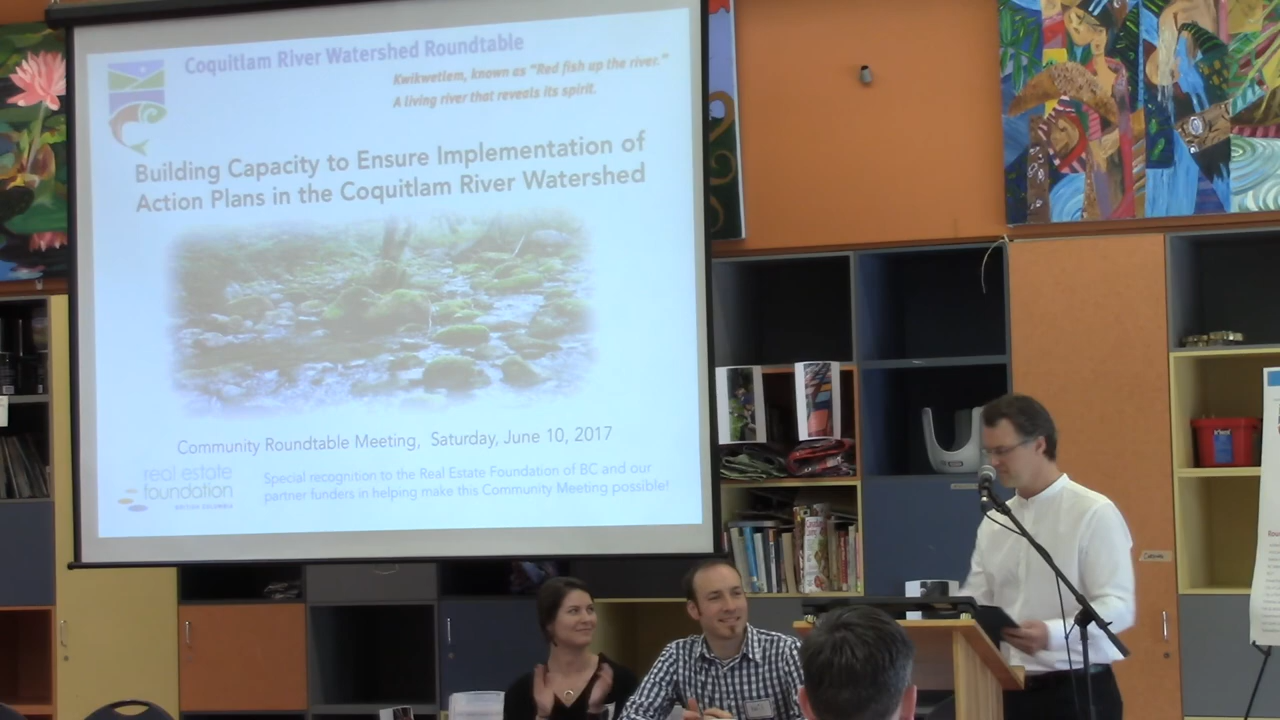 Coquitlam River Watershed Roundtable
Kwikwetlem, known as "Red fish up the river."
A living river that reveals its spirit.
Building Capacity to Ensure Implementation of
Action Plans in the Coquitlam River Watershed
Community Roundtable Meeting, Saturday, June 10, 2017
real estate
foundation
BRITISH COLUMBIA
Special recognition to the Real Estate Foundation of BC and our
partner funders in helping make this Community Meeting possible!